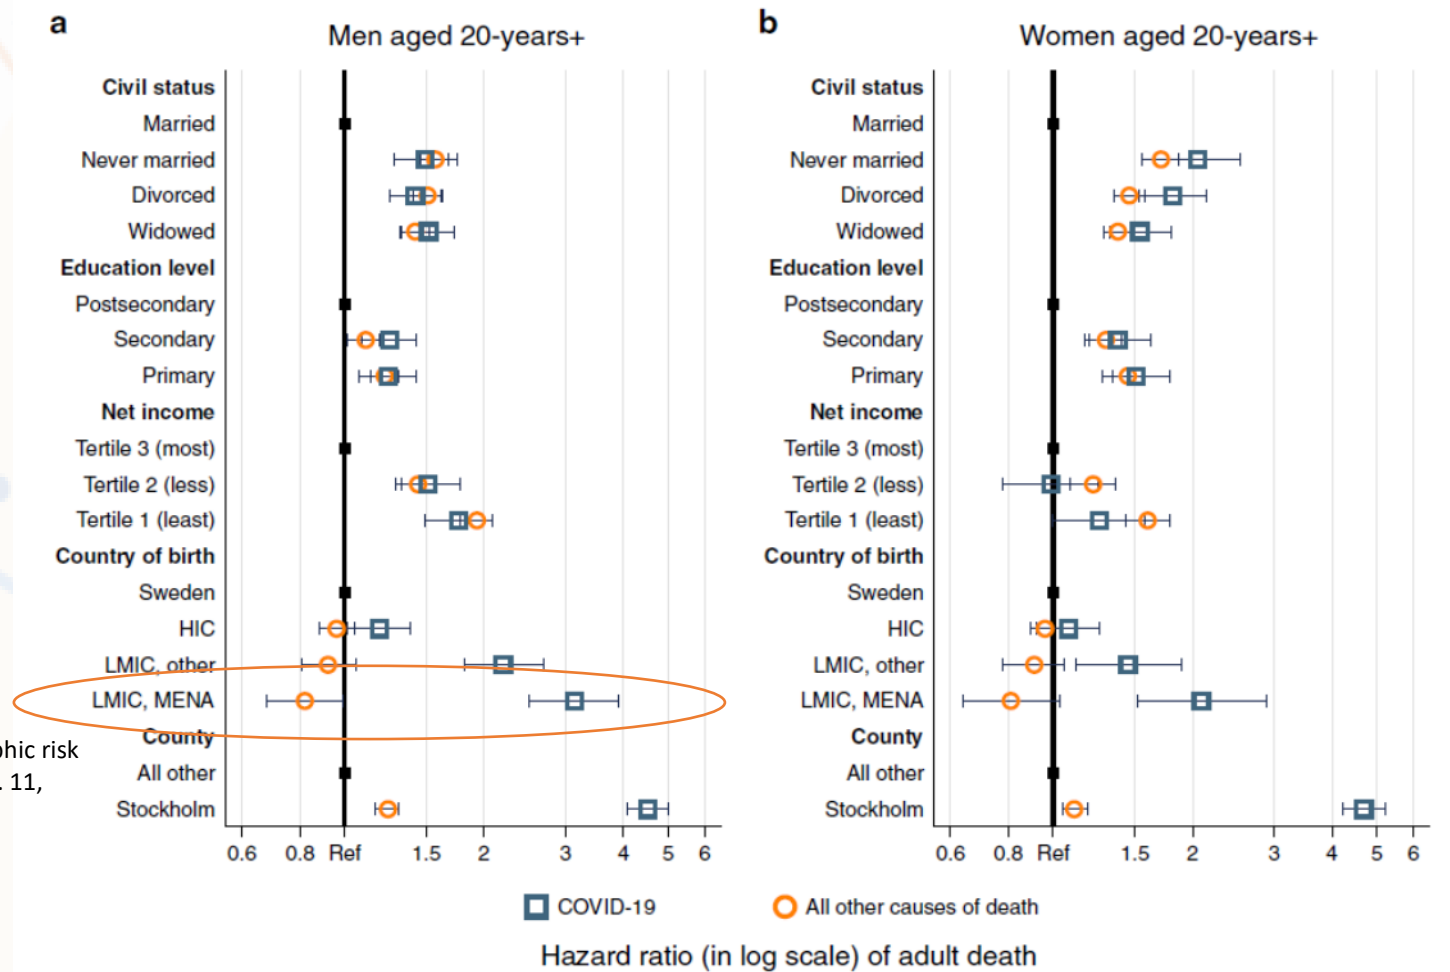 a
Men aged 20-years+
Civil status
Married
Never married
Divorced
Widowed
Education level
Postsecondary
Secondary
Primary
Net income
Tertile 3 (most)
Tertile 2 (less)
Tertile 1 (least)
Country of birth
Sweden
HIC
LMIC, other
LMIC, MENA
County
All other
Stockholm
0.6 0.8 Ref 1.5 2 3 4 5 6
b
Women aged 20-years+
Civil status
Married
Never married
Divorced
Widowed
Education level
Postsecondary
Secondary
Primary
Net income
Tertile 3 (most)
Tertile 2 (less)
Tertile 1 (least)
Country of birth
Sweden
HIC
LMIC, other
LMIC, MENA
County
All other
Stockholm
0.6 0.8 Ref 1.5 2 3 4 5 6
risk
11,
COVID-19
All other causes of death
Hazard ratio (in log scale) of adult death